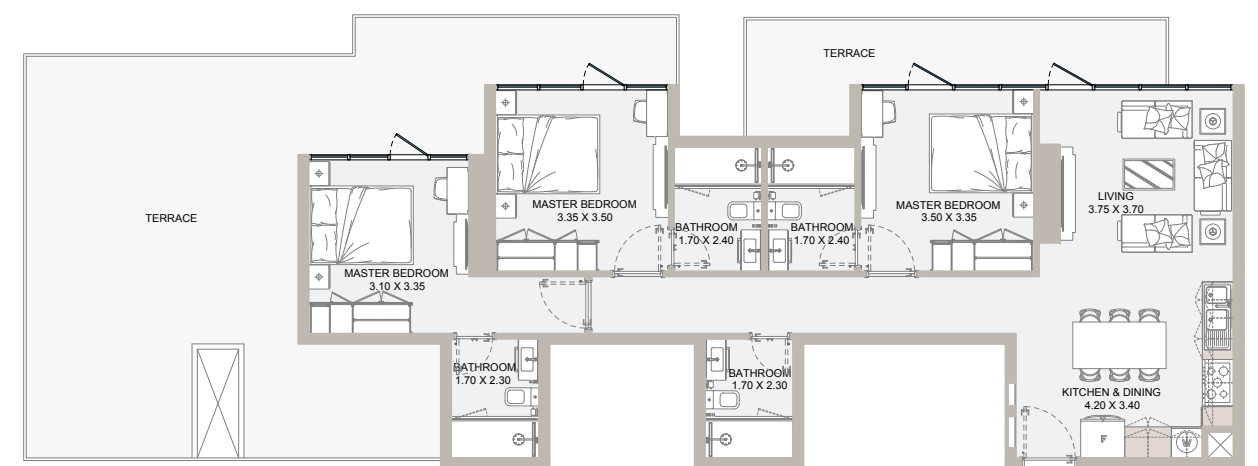 TERRACE
TERRACE
MASTER BEDROOM
3.10 X 3.35
MASTER BEDROOM
3.35 X 3.50
BATHROOM
1.70 X 2.40
BATHROOM
1.70 X 2.40
MASTER BEDROOM
3.50 X 3.35
LIVING
3.75 X 3.70
BATHROOM
1.70 X 2.30
BATHROOM
1.70 X 2.30
KITCHEN & DINING
4.20 X 3.40
F
W